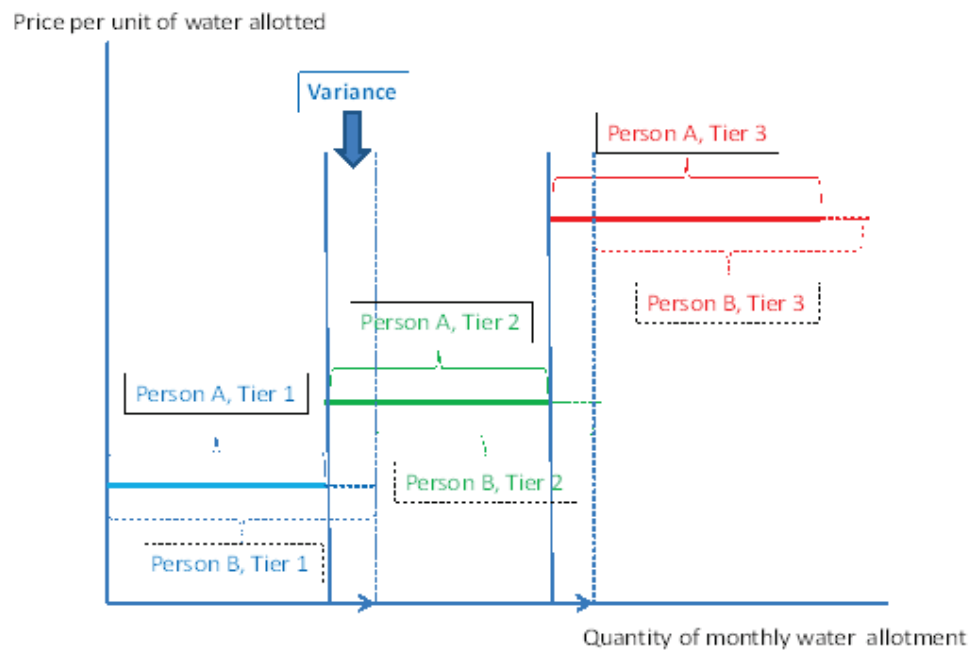 Price per unit of water allotted
Variance
Person A, Tier 3
Person B, Tier 3
Person A, Tier 2
Person A, Tier 1
Person B, Tier 2
Person B, Tier 1
Quantity of monthly water allotment